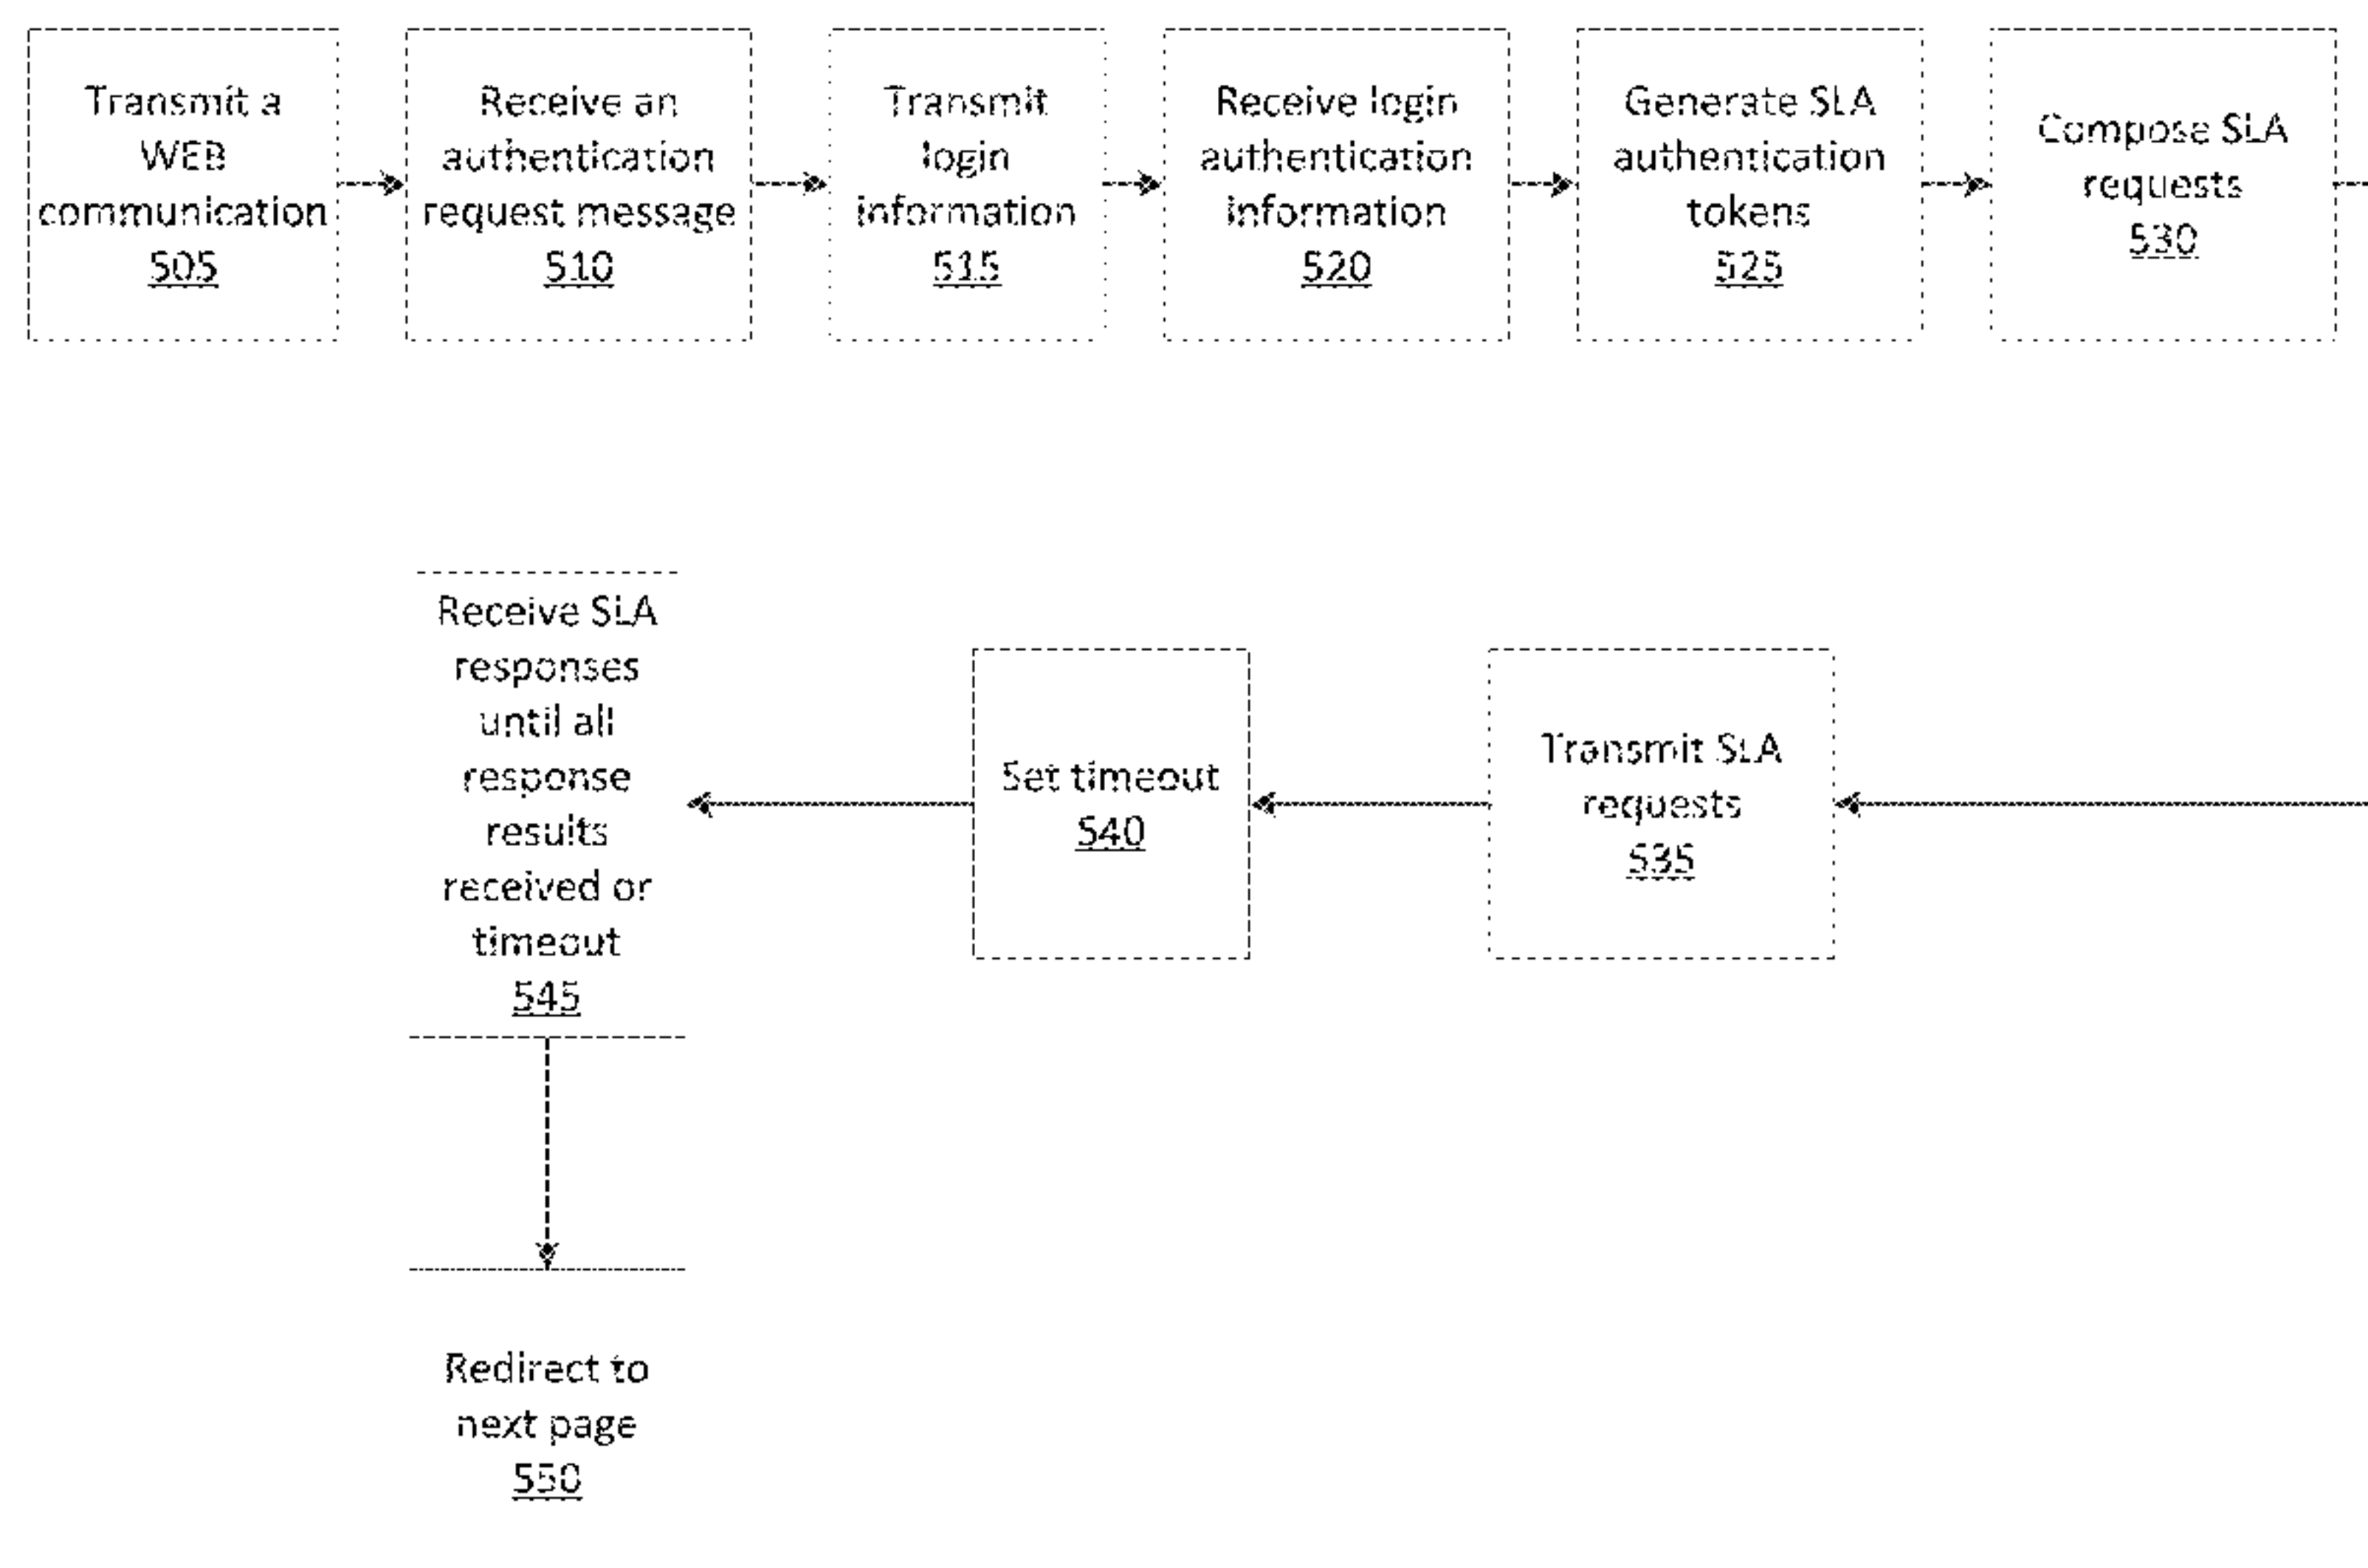 Transmit a
WEB
communication
505
Receive an
authentication
request message
510
Transmit
login
information
515
Receive login
authentication
information
520
Generate SLA
authentication
tokens
525
Compose SLA
requests
530
Transmit SLA
requests
535
Set timeout
540
Receive SLA
responses
until all
response
results
received or
timeout
545
Redirect to
next page
550